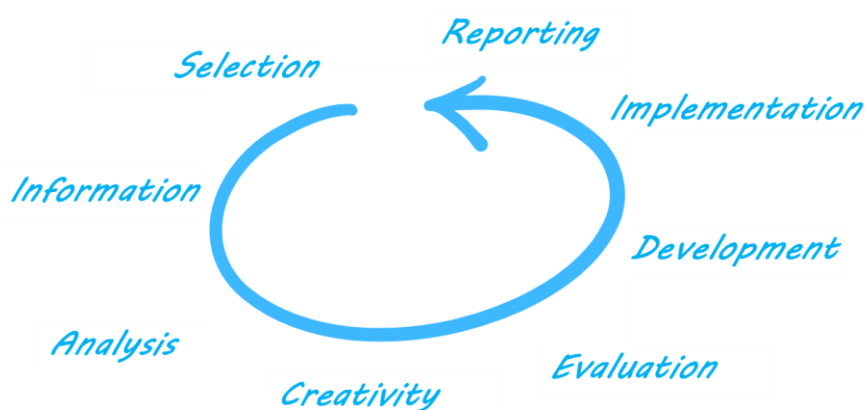 Reporting
Selection
Implementation
Information
Development
Analysis
Evaluation
Creativity